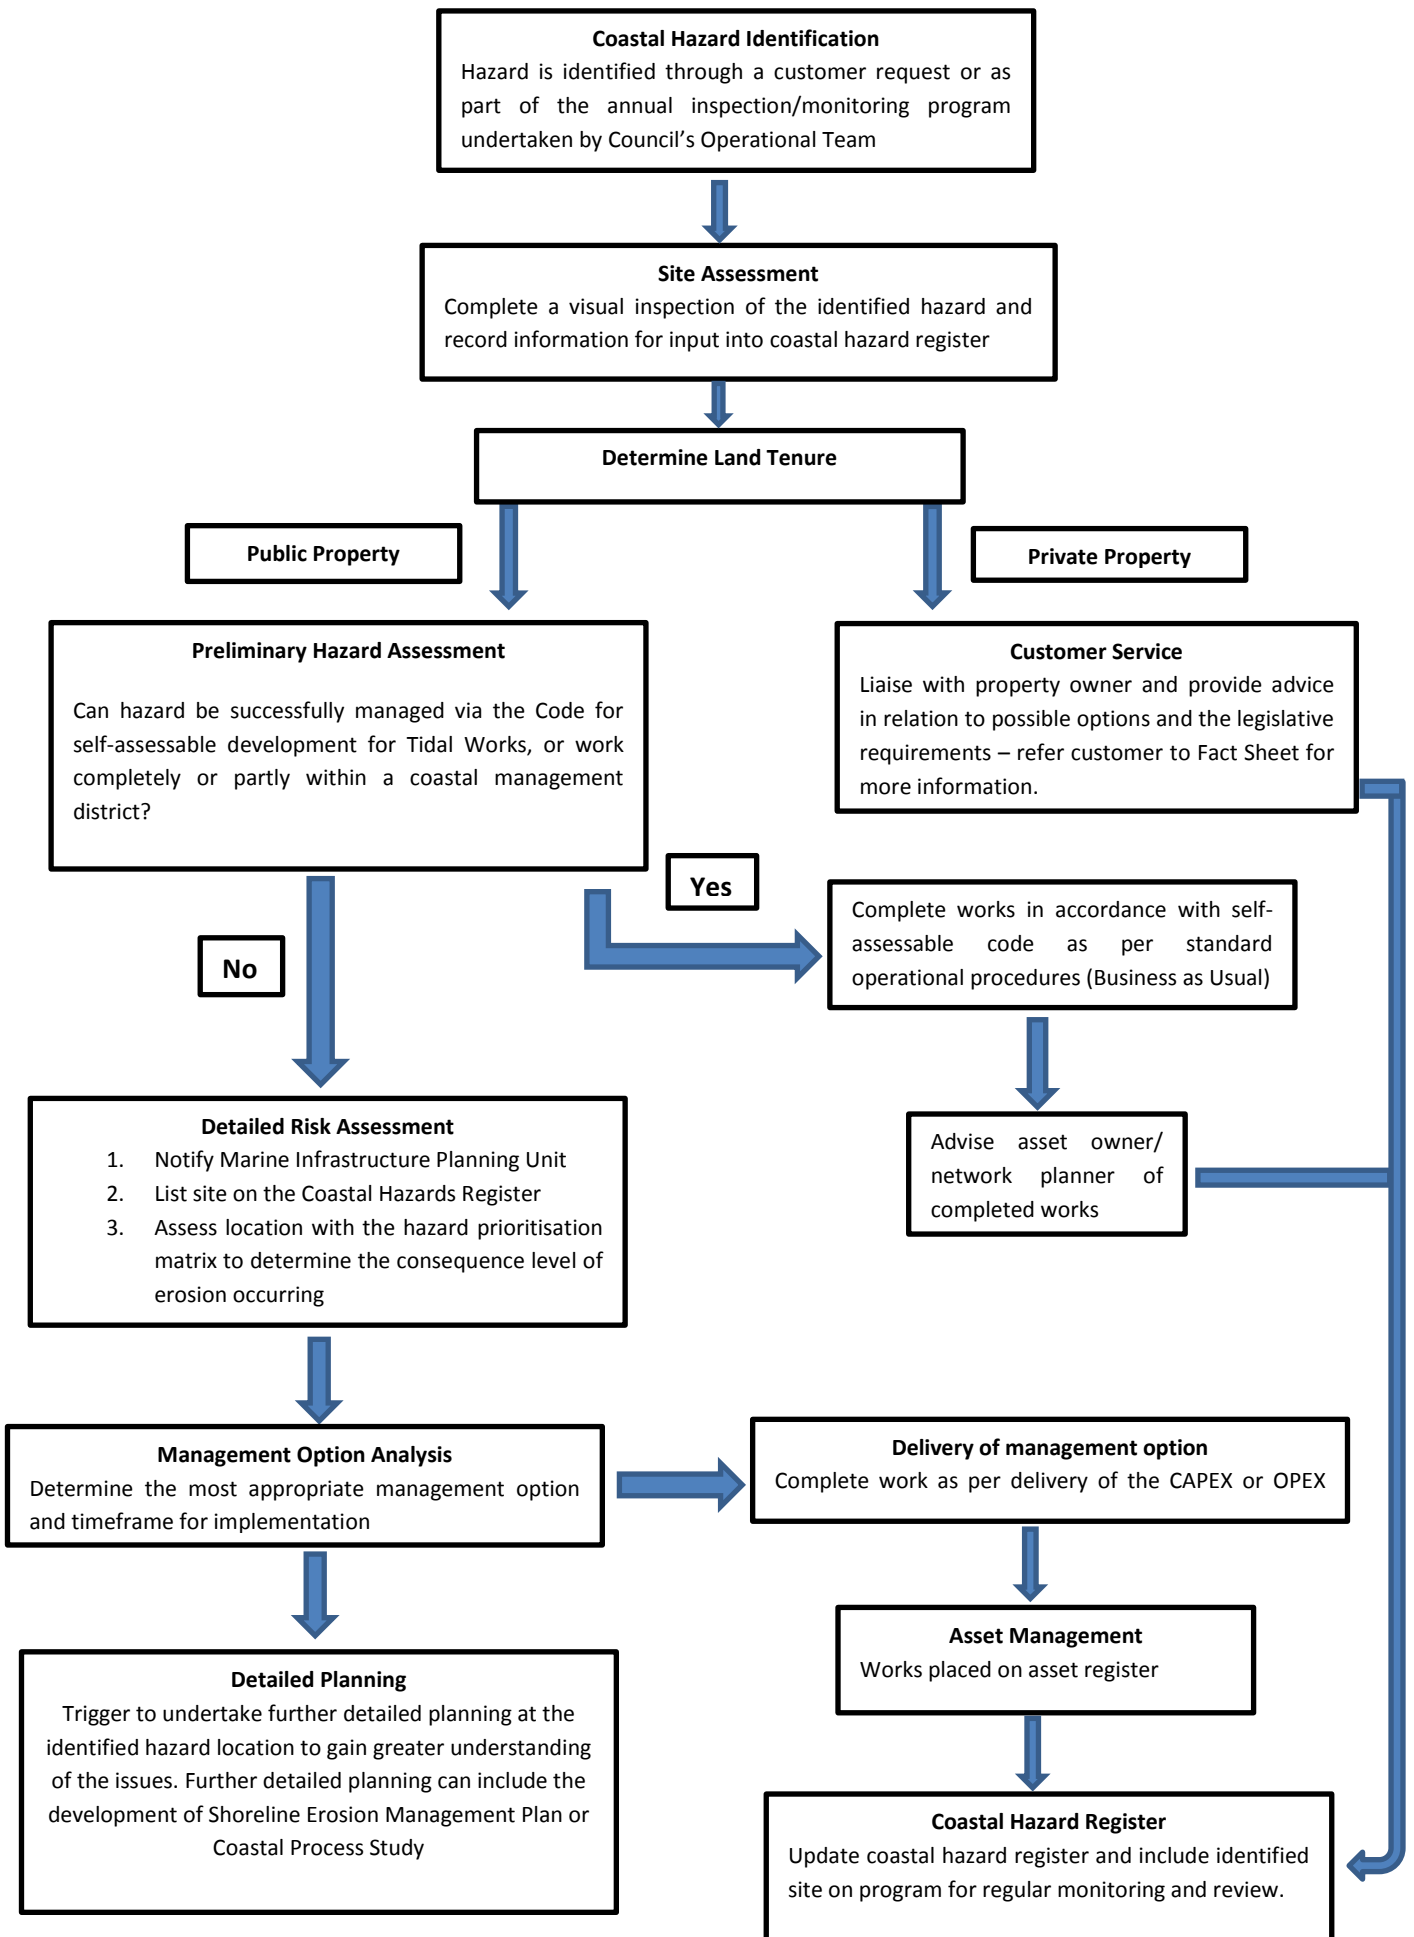 Coastal Hazard Identification
Hazard is identified through a customer request or as
part of the annual inspection/monitoring program
undertaken by Council’s Operational Team
Site Assessment
Complete a visual inspection of the identified hazard and
record information for input into coastal hazard register
Determine Land Tenure
Public Property
Private Property
Preliminary Hazard Assessment
Can hazard be successfully managed via the Code for
self-assessable development for Tidal Works, or work
completely or partly within a coastal management
district?
Customer Service
Liaise with property owner and provide advice
in relation to possible options and the legislative
requirements – refer customer to Fact Sheet for
more information.
Yes
No
Complete works in accordance with self-
assessable code as per standard
operational procedures (Business as Usual)
Advise asset owner/
network planner of
completed works
Detailed Risk Assessment
1. Notify Marine Infrastructure Planning Unit
2. List site on the Coastal Hazards Register
3. Assess location with the hazard prioritisation
matrix to determine the consequence level of
erosion occurring
Management Option Analysis
Determine the most appropriate management option
and timeframe for implementation
Delivery of management option
Complete work as per delivery of the CAPEX or OPEX
Asset Management
Works placed on asset register
Detailed Planning
Trigger to undertake further detailed planning at the
identified hazard location to gain greater understanding
of the issues. Further detailed planning can include the
development of Shoreline Erosion Management Plan or
Coastal Process Study
Coastal Hazard Register
Update coastal hazard register and include identified
site on program for regular monitoring and review.